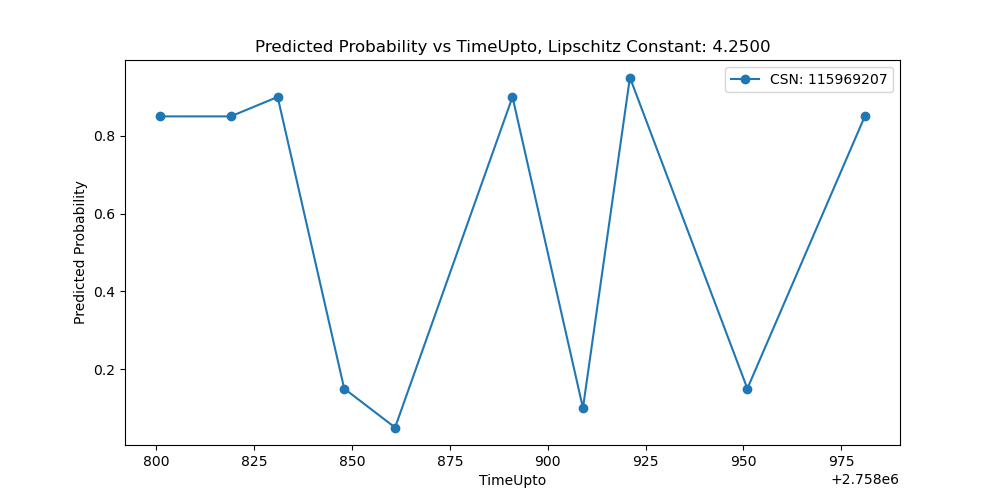 Predicted Probability vs TimeUpto, Lipschitz Constant: 4.2500
CSN: 115969207
Predicted Probability
0.8
0.6
0.4
0.2
800 825 850 875 900 925 950 975
TimeUpto
+2.758e6